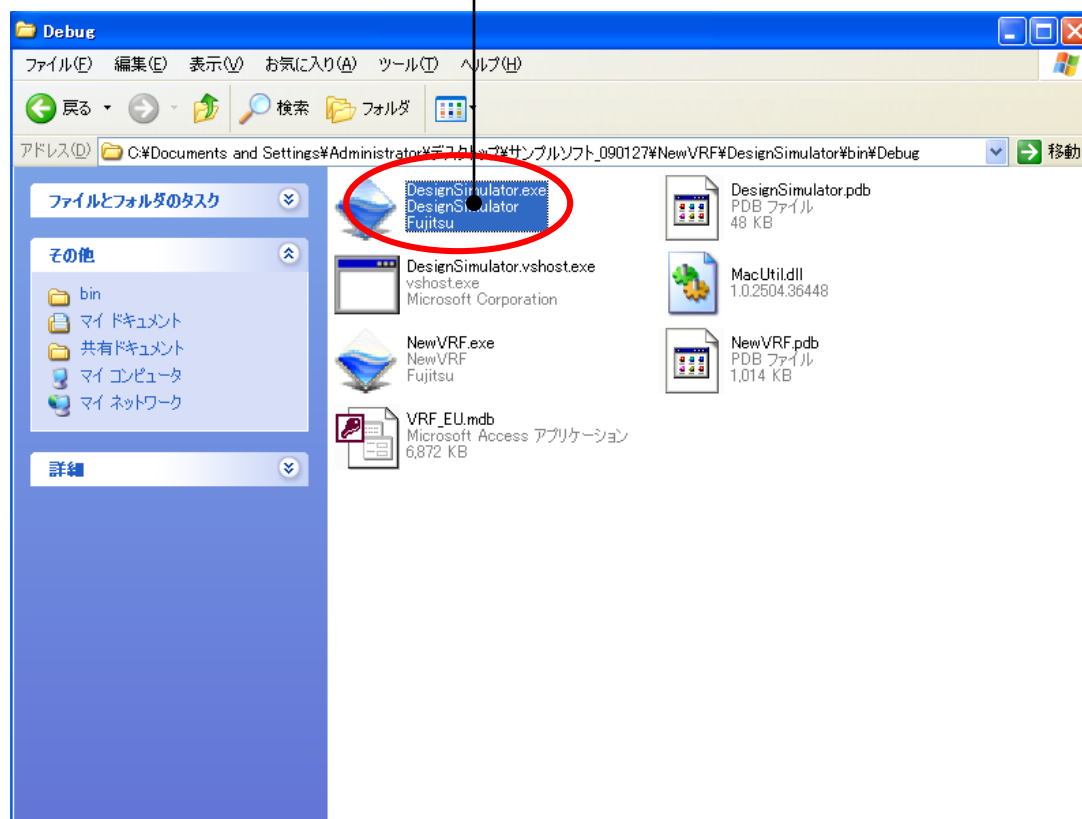 Debug
ファイル(F) 編集(E) 表示(V) お気に入り(A) ツール(T) ヘルプ(H)
戻る 検索 フォルダ
アドレス(D) C:¥Documents and Settings¥Administrator¥デスクトップ¥サンプルソフト_090127¥NewVRF¥DesignSimulator¥bin¥Debug 移動
ファイルとフォルダのタスク
その他
bin
マイ ドキュメント
共有ドキュメント
マイ コンピュータ
マイ ネットワーク
詳細
DesignSimulator.exe
DesignSimulator
Fujitsu
DesignSimulator.pdb
PDB ファイル
48 KB
DesignSimulator.vshost.exe
vshost.exe
Microsoft Corporation
MacUtil.dll
1.0.2504.36448
NewVRF.exe
NewVRF
Fujitsu
NewVRF.pdb
PDB ファイル
1,014 KB
VRF_EU.mdb
Microsoft Access アプリケーション
6,872 KB